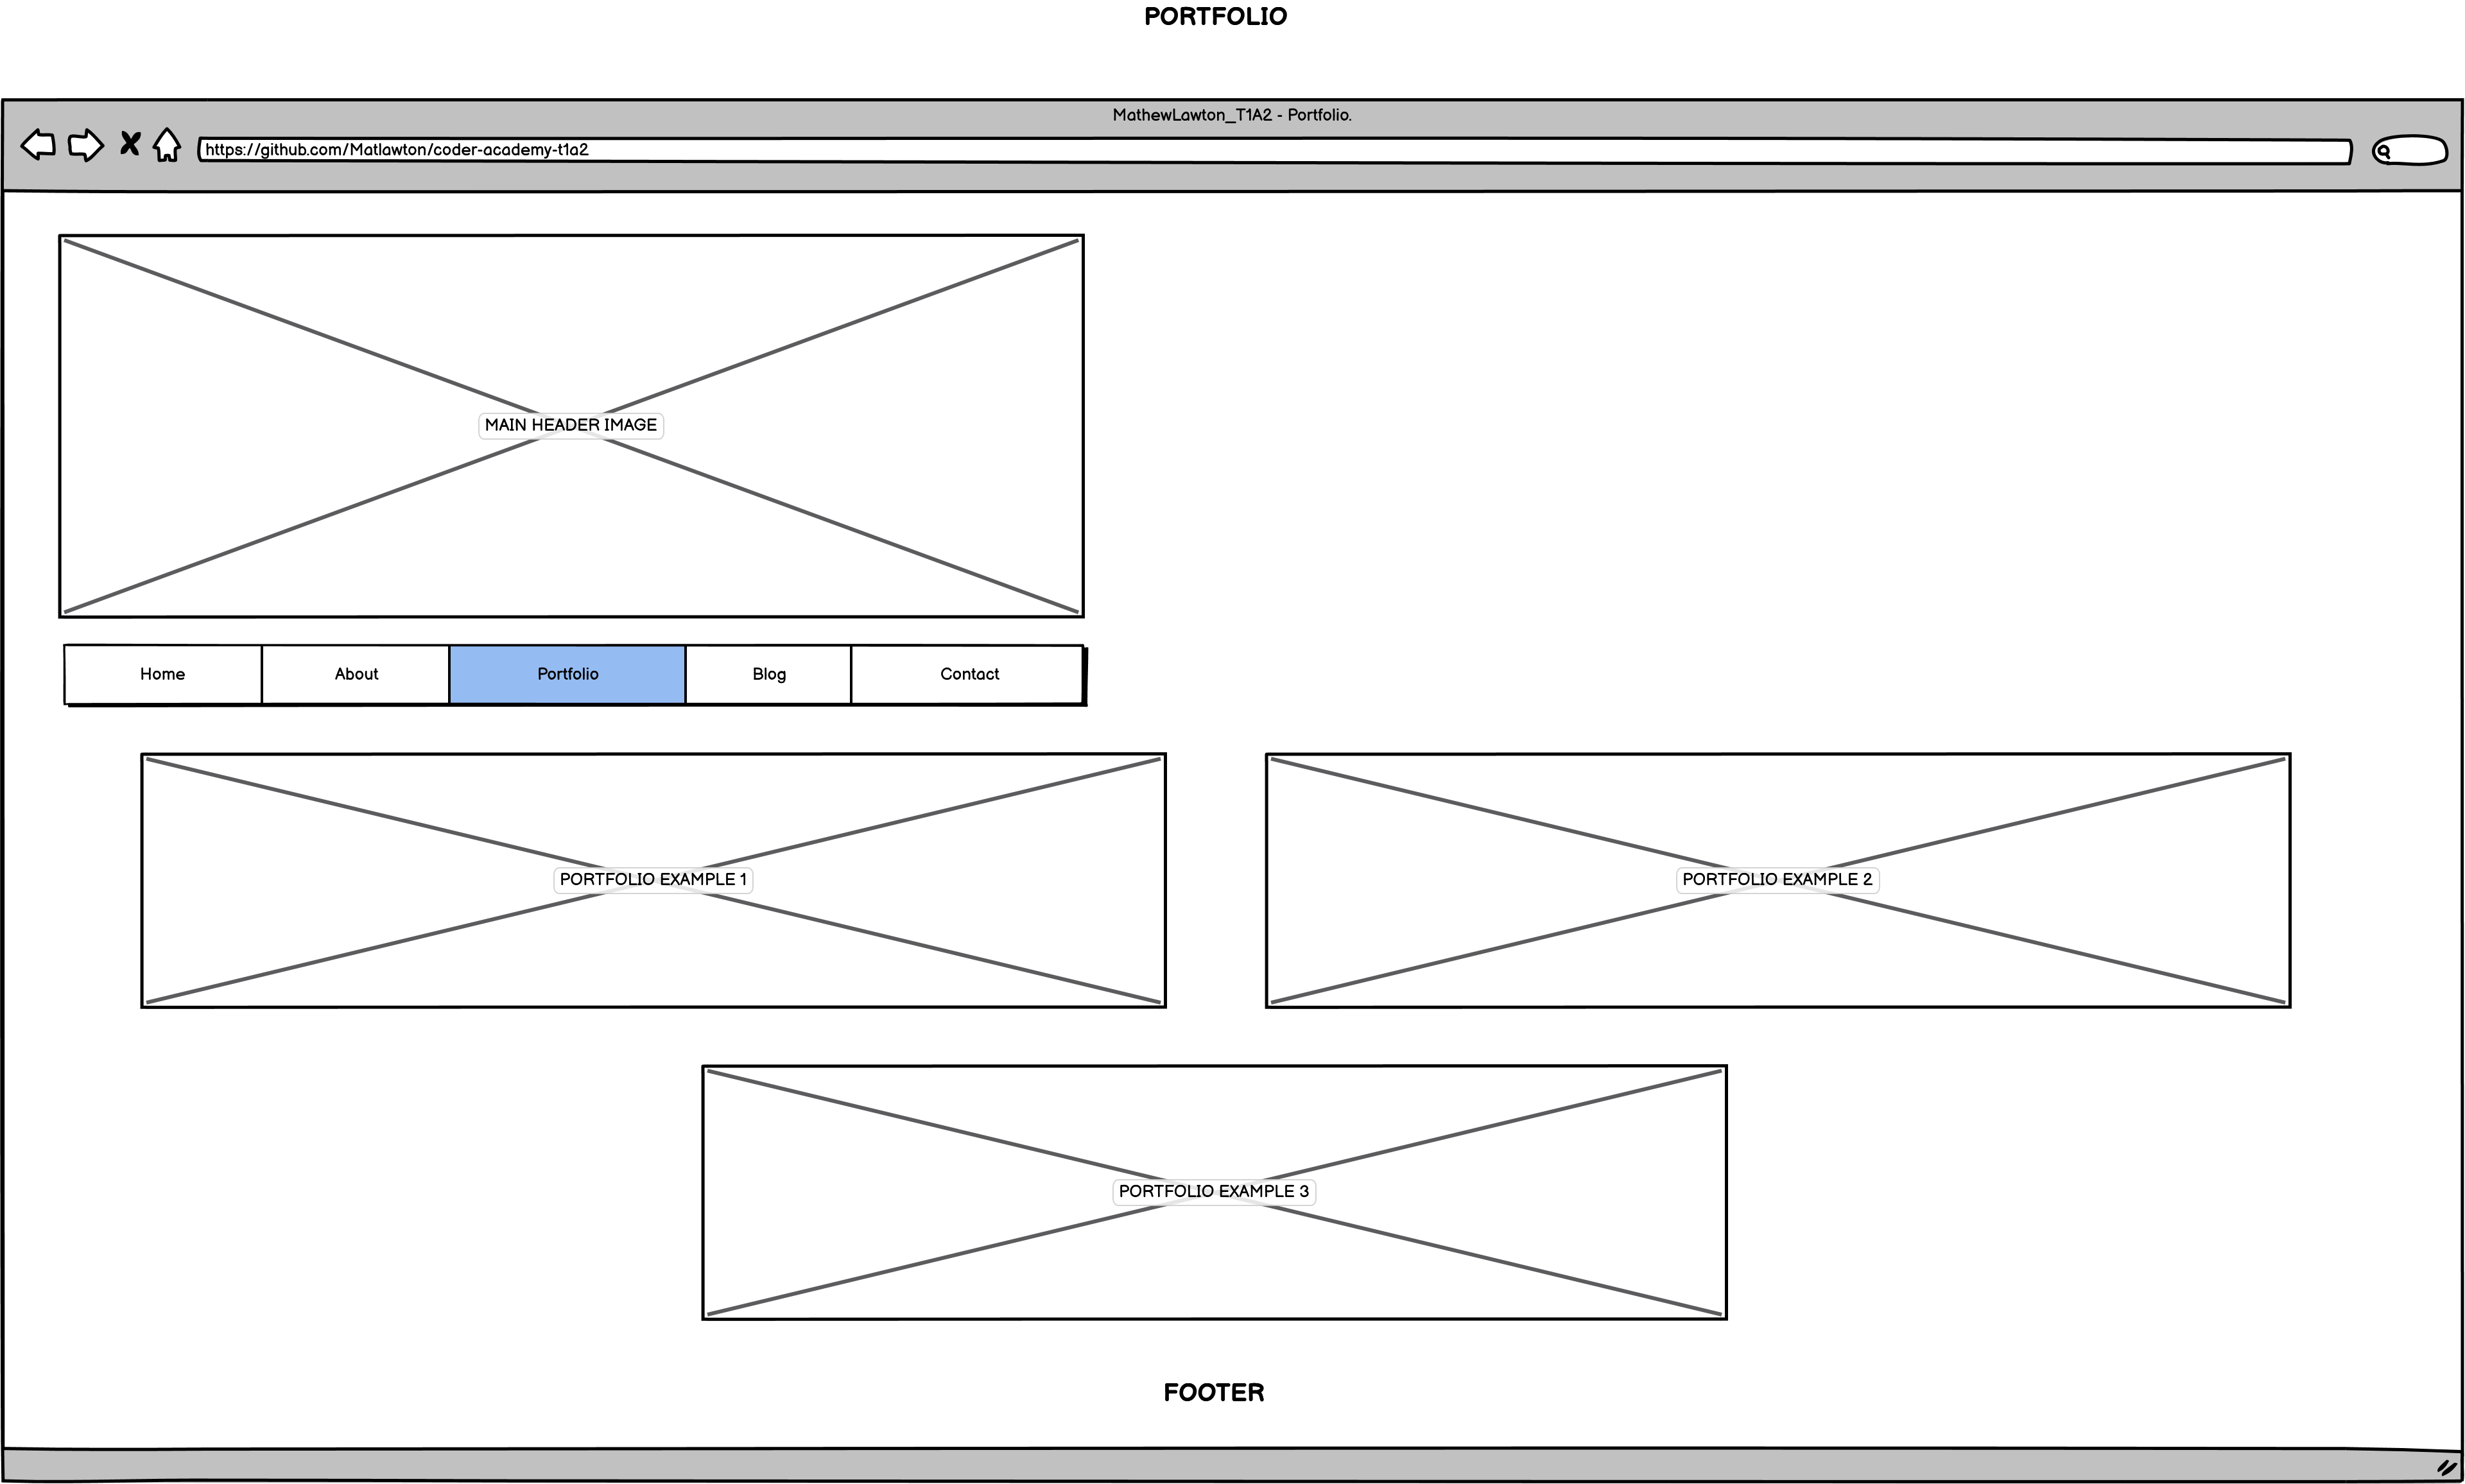 PORTFOLIO
MathewLawton_T1A2 - Portfolio.
https://github.com/Matlawton/coder-academy-t1a2
MAIN HEADER IMAGE
Home About Portfolio Blog Contact
PORTFOLIO EXAMPLE 1 PORTFOLIO EXAMPLE 2
PORTFOLIO EXAMPLE 3
FOOTER